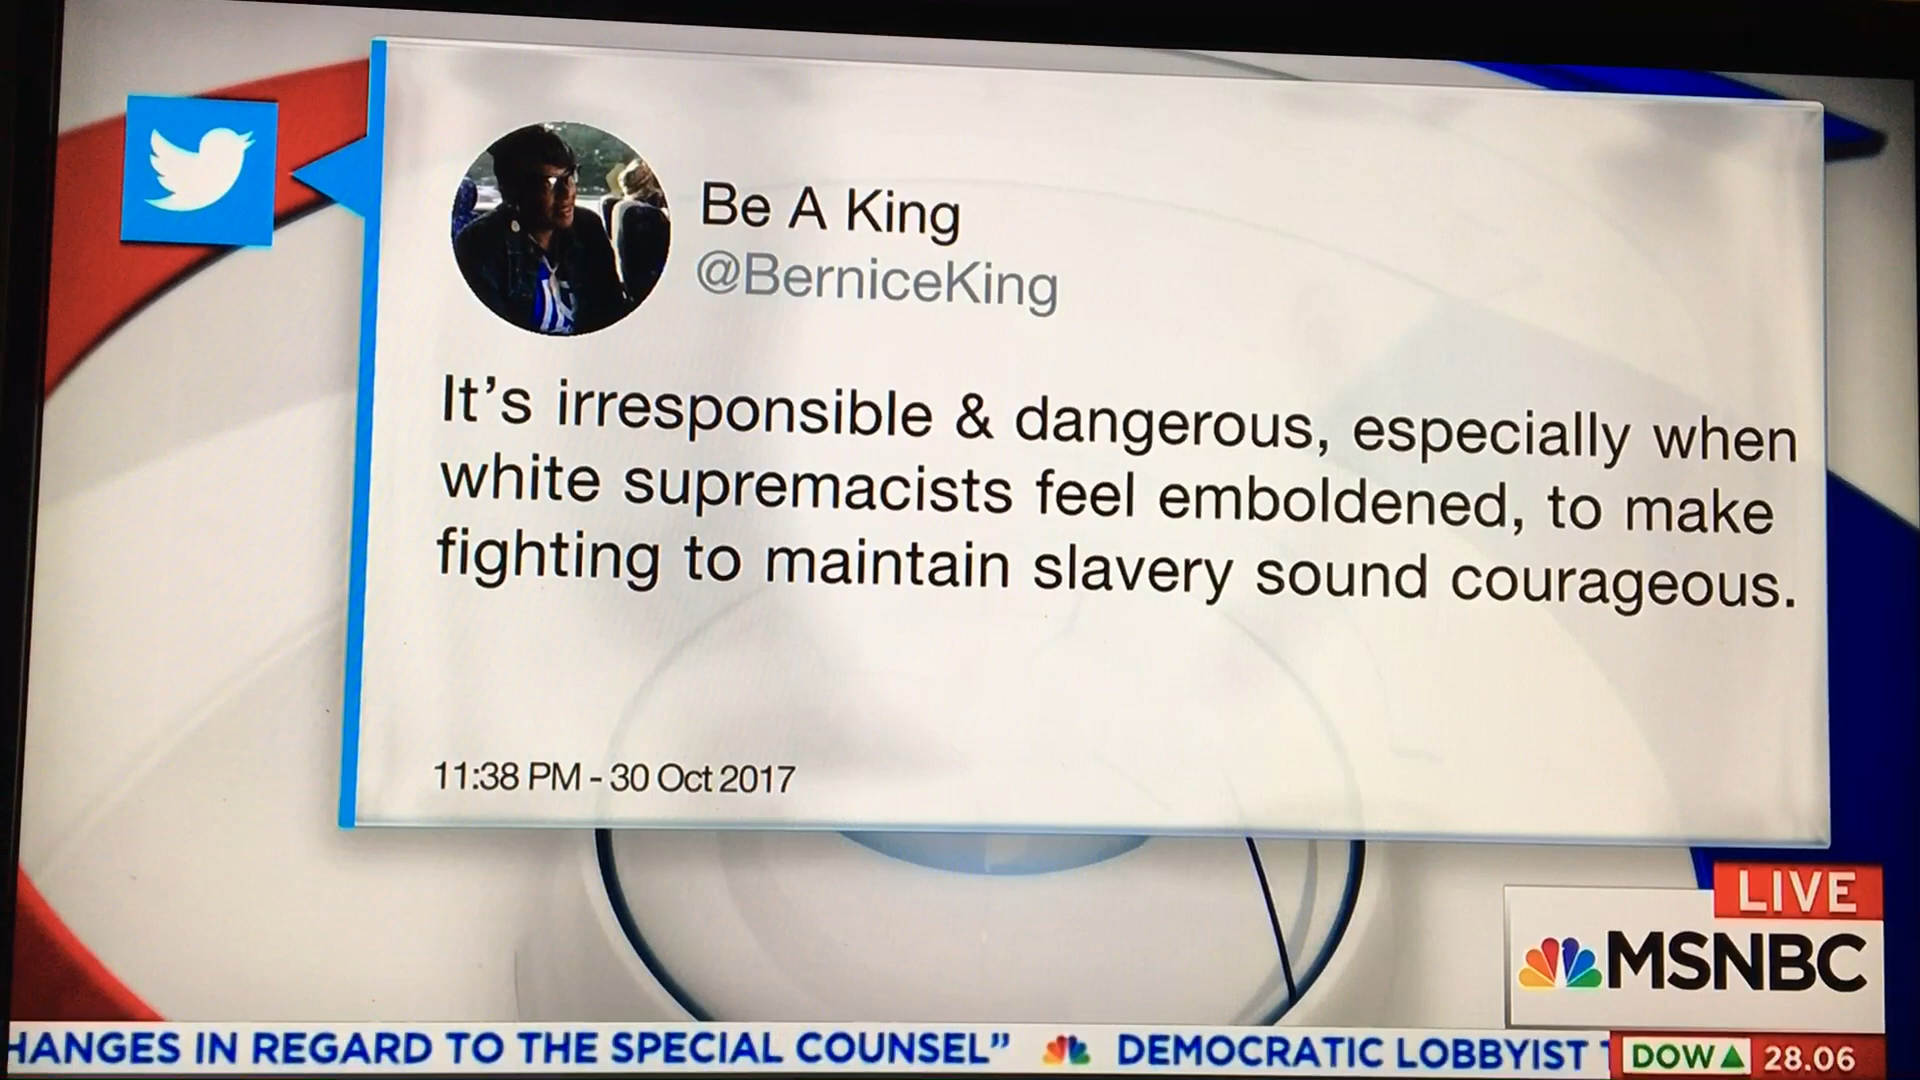 Be A King
@BerniceKing
It's irresponsible & dangerous, especially when
white supremacists feel emboldened, to make
fighting to maintain slavery sound courageous.
11:38 PM - 30 Oct 2017
LIVE
MSNBC
HANGES IN REGARD TO THE SPECIAL COUNSEL” DEMOCRATIC LOBBYIST
DOW▲ 28.06